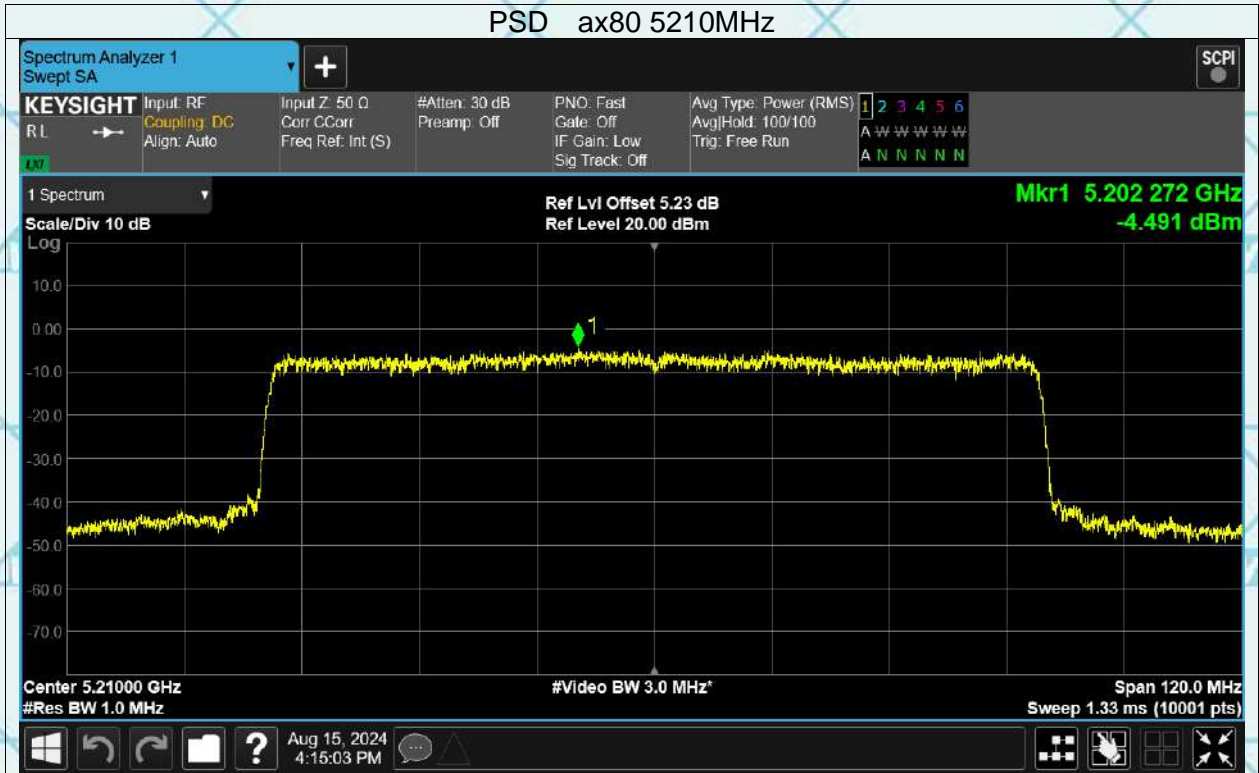 PSD ax80 5210MHz
Spectrum Analyzer 1
Swept SA
+
SCPI
KEYSIGHT
R L
LXI
Input: RF
Coupling: DC
Align: Auto
Input Z: 50 Ω
Corr CCorr
Freq Ref: Int (S)
#Atten: 30 dB
Preamp: Off
PNO: Fast
Gate: Off
IF Gain: Low
Sig Track: Off
Avg Type: Power (RMS)
Avg|Hold: 100/100
Trig: Free Run
1 2 3 4 5 6
A W W W W W
A N N N N N
1 Spectrum
Scale/Div 10 dB
Log
Ref Lvl Offset 5.23 dB
Ref Level 20.00 dBm
Mkr1 5.202 272 GHz
-4.491 dBm
10.0
0.00
-10.0
-20.0
-30.0
-40.0
-50.0
-60.0
-70.0
1
Center 5.21000 GHz
#Res BW 1.0 MHz
#Video BW 3.0 MHz*
Span 120.0 MHz
Sweep 1.33 ms (10001 pts)
?
Aug 15, 2024
4:15:03 PM